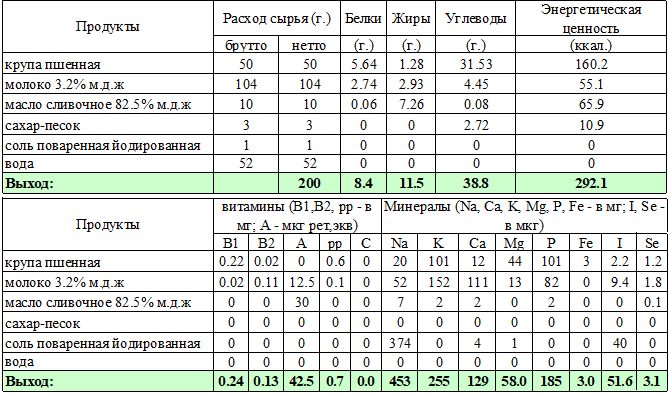 Продукты Расход сырья (г.) Белки Жиры Углеводы Энергетическая ценность
брутто нетто (г.) (г.) (г.) (ккал.)
крупа пшенная 50 50 5.64 1.28 31.53 160.2
молоко 3.2% м.д.ж 104 104 2.74 2.93 4.45 55.1
масло сливочное 82.5% м.д.ж 10 10 0.06 7.26 0.08 65.9
сахар-песок 3 3 0 0 2.72 10.9
соль поваренная йодированная 1 1 0 0 0 0
вода 52 52 0 0 0 0
Выход: 200 8.4 11.5 38.8 292.1
Продукты витамины (В1,В2, рр - в мг; А - мкг рет,экв) Минералы (Na, Ca, K, Mg, P, Fe - в мг; I, Se - в мкг)
В1 В2 А рр С Na K Ca Mg P Fe I Se
крупа пшенная 0.22 0.02 0 0.6 0 20 101 12 44 101 3 2.2 1.2
молоко 3.2% м.д.ж 0.02 0.11 12.5 0.1 0 52 152 111 13 82 0 9.4 1.8
масло сливочное 82.5% м.д.ж 0 0 30 0 0 7 2 2 0 2 0 0 0.1
сахар-песок 0 0 0 0 0 0 0 0 0 0 0 0 0
соль поваренная йодированная 0 0 0 0 0 374 0 4 1 0 0 40 0
вода 0 0 0 0 0 0 0 0 0 0 0 0 0
Выход: 0.24 0.13 42.5 0.7 0.0 453 255 129 58.0 185 3.0 51.6 3.1